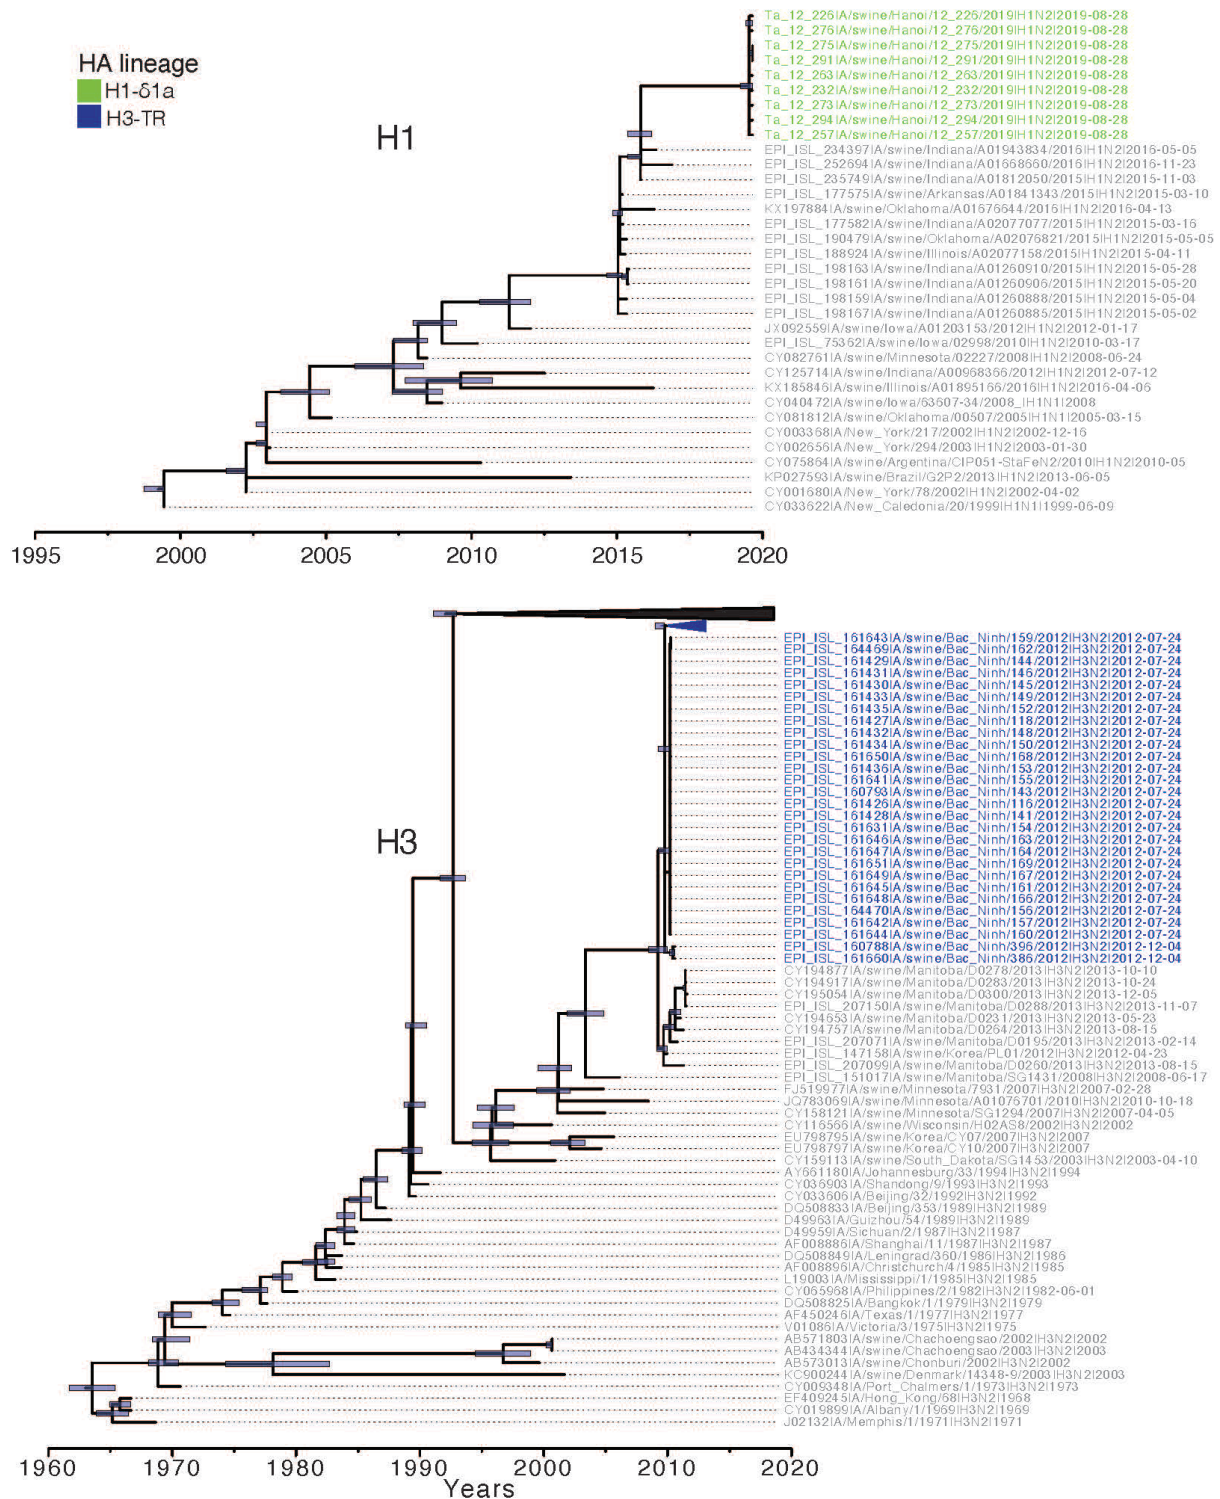 HA lineage
H1-δ1a
H3-TR
H1
Ta_12_226|A/swine/Hanoi/12_226/2019|H1N2|2019-08-28
Ta_12_276|A/swine/Hanoi/12_276/2019|H1N2|2019-08-28
Ta_12_275|A/swine/Hanoi/12_275/2019|H1N2|2019-08-28
Ta_12_291|A/swine/Hanoi/12_291/2019|H1N2|2019-08-28
Ta_12_263|A/swine/Hanoi/12_263/2019|H1N2|2019-08-28
Ta_12_232|A/swine/Hanoi/12_232/2019|H1N2|2019-08-28
Ta_12_273|A/swine/Hanoi/12_273/2019|H1N2|2019-08-28
Ta_12_294|A/swine/Hanoi/12_294/2019|H1N2|2019-08-28
Ta_12_257|A/swine/Hanoi/12_257/2019|H1N2|2019-08-28
EPI_ISL_234397|A/swine/Indiana/A01943834/2016|H1N2|2016-05-05
EPI_ISL_252694|A/swine/Indiana/A01668660/2016|H1N2|2016-11-23
EPI_ISL_235749|A/swine/Indiana/A01812050/2015|H1N2|2015-11-03
EPI_ISL_177575|A/swine/Arkansas/A01841343/2015|H1N2|2015-03-10
KX197884|A/swine/Oklahoma/A01676644/2016|H1N2|2016-04-13
EPI_ISL_177582|A/swine/Indiana/A02077077/2015|H1N2|2015-03-16
EPI_ISL_190479|A/swine/Oklahoma/A02076821/2015|H1N2|2015-05-05
EPI_ISL_188924|A/swine/Illinois/A02077158/2015|H1N2|2015-04-11
EPI_ISL_198163|A/swine/Indiana/A01260910/2015|H1N2|2015-05-28
EPI_ISL_198161|A/swine/Indiana/A01260906/2015|H1N2|2015-05-20
EPI_ISL_198159|A/swine/Indiana/A01260888/2015|H1N2|2015-05-04
EPI_ISL_198167|A/swine/Indiana/A01260885/2015|H1N2|2015-05-02
JX092559|A/swine/Iowa/A01203153/2012|H1N2|2012-01-17
EPI_ISL_75362|A/swine/Iowa/02998/2010|H1N2|2010-03-17
CY082761|A/swine/Minnesota/02227/2008|H1N2|2008-06-24
CY125714|A/swine/Indiana/A00968366/2012|H1N2|2012-07-12
KX185846|A/swine/Illinois/A01895166/2016|H1N2|2016-04-06
CY040472|A/swine/Iowa/63607-34/2008_|H1N1|2008
CY081812|A/swine/Oklahoma/00507/2005|H1N1|2005-03-15
CY003368|A/New_York/217/2002|H1N2|2002-12-16
CY002656|A/New_York/294/2003|H1N2|2003-01-30
CY075864|A/swine/Argentina/CIP051-StaFeN2/2010|H1N2|2010-05
KP027593|A/swine/Brazil/G2P2/2013|H1N2|2013-06-05
CY001680|A/New_York/78/2002|H1N2|2002-04-02
CY033622|A/New_Caledonia/20/1999|H1N1|1999-06-09
1995 2000 2005 2010 2015 2020
H3
EPI_ISL_161643|A/swine/Bac_Ninh/159/2012|H3N2|2012-07-24
EPI_ISL_164469|A/swine/Bac_Ninh/162/2012|H3N2|2012-07-24
EPI_ISL_161429|A/swine/Bac_Ninh/144/2012|H3N2|2012-07-24
EPI_ISL_161431|A/swine/Bac_Ninh/146/2012|H3N2|2012-07-24
EPI_ISL_161430|A/swine/Bac_Ninh/145/2012|H3N2|2012-07-24
EPI_ISL_161433|A/swine/Bac_Ninh/149/2012|H3N2|2012-07-24
EPI_ISL_161435|A/swine/Bac_Ninh/152/2012|H3N2|2012-07-24
EPI_ISL_161427|A/swine/Bac_Ninh/118/2012|H3N2|2012-07-24
EPI_ISL_161432|A/swine/Bac_Ninh/148/2012|H3N2|2012-07-24
EPI_ISL_161434|A/swine/Bac_Ninh/150/2012|H3N2|2012-07-24
EPI_ISL_161650|A/swine/Bac_Ninh/168/2012|H3N2|2012-07-24
EPI_ISL_161436|A/swine/Bac_Ninh/153/2012|H3N2|2012-07-24
EPI_ISL_161641|A/swine/Bac_Ninh/155/2012|H3N2|2012-07-24
EPI_ISL_160793|A/swine/Bac_Ninh/143/2012|H3N2|2012-07-24
EPI_ISL_161426|A/swine/Bac_Ninh/116/2012|H3N2|2012-07-24
EPI_ISL_161428|A/swine/Bac_Ninh/141/2012|H3N2|2012-07-24
EPI_ISL_161631|A/swine/Bac_Ninh/154/2012|H3N2|2012-07-24
EPI_ISL_161646|A/swine/Bac_Ninh/163/2012|H3N2|2012-07-24
EPI_ISL_161647|A/swine/Bac_Ninh/164/2012|H3N2|2012-07-24
EPI_ISL_161651|A/swine/Bac_Ninh/169/2012|H3N2|2012-07-24
EPI_ISL_161649|A/swine/Bac_Ninh/167/2012|H3N2|2012-07-24
EPI_ISL_161645|A/swine/Bac_Ninh/161/2012|H3N2|2012-07-24
EPI_ISL_161648|A/swine/Bac_Ninh/166/2012|H3N2|2012-07-24
EPI_ISL_164470|A/swine/Bac_Ninh/156/2012|H3N2|2012-07-24
EPI_ISL_161642|A/swine/Bac_Ninh/157/2012|H3N2|2012-07-24
EPI_ISL_161644|A/swine/Bac_Ninh/160/2012|H3N2|2012-07-24
EPI_ISL_160788|A/swine/Bac_Ninh/396/2012|H3N2|2012-12-04
EPI_ISL_161660|A/swine/Bac_Ninh/386/2012|H3N2|2012-12-04
CY194877|A/swine/Manitoba/D0278/2013|H3N2|2013-10-10
CY194917|A/swine/Manitoba/D0283/2013|H3N2|2013-10-24
CY195054|A/swine/Manitoba/D0300/2013|H3N2|2013-12-05
EPI_ISL_207150|A/swine/Manitoba/D0288/2013|H3N2|2013-11-07
CY194653|A/swine/Manitoba/D0231/2013|H3N2|2013-05-23
CY194757|A/swine/Manitoba/D0264/2013|H3N2|2013-08-15
EPI_ISL_207071|A/swine/Manitoba/D0195/2013|H3N2|2013-02-14
EPI_ISL_147158|A/swine/Korea/PL01/2012|H3N2|2012-04-23
EPI_ISL_207099|A/swine/Manitoba/D0260/2013|H3N2|2013-08-15
EPI_ISL_151017|A/swine/Manitoba/SG1431/2008|H3N2|2008-06-17
FJ519977|A/swine/Minnesota/7931/2007|H3N2|2007-02-28
JQ783069|A/swine/Minnesota/A01076701/2010|H3N2|2010-10-18
CY158121|A/swine/Minnesota/SG1294/2007|H3N2|2007-04-05
CY116566|A/swine/Wisconsin/H02AS8/2002|H3N2|2002
EU798795|A/swine/Korea/CY07/2007|H3N2|2007
EU798797|A/swine/Korea/CY10/2007|H3N2|2007
CY159113|A/swine/South_Dakota/SG1453/2003|H3N2|2003-04-10
AY661180|A/Johannesburg/33/1994|H3N2|1994
CY036903|A/Shandong/9/1993|H3N2|1993
CY033606|A/Beijing/32/1992|H3N2|1992
DQ508833|A/Beijing/353/1989|H3N2|1989
D49963|A/Guizhou/54/1989|H3N2|1989
D49959|A/Sichuan/2/1987|H3N2|1987
AF008886|A/Shanghai/11/1987|H3N2|1987
DQ508849|A/Leningrad/360/1986|H3N2|1986
AF008896|A/Christchurch/4/1985|H3N2|1985
L19003|A/Mississippi/1/1985|H3N2|1985
CY065968|A/Philippines/2/1982|H3N2|1982-06-01
DQ508825|A/Bangkok/1/1979|H3N2|1979
AF450246|A/Texas/1/1977|H3N2|1977
V01086|A/Victoria/3/1975|H3N2|1975
AB571803|A/swine/Chachoengsao/2002|H3N2|2002
AB434344|A/swine/Chachoengsao/2003|H3N2|2003
AB573013|A/swine/Chonburi/2002|H3N2|2002
KC900244|A/swine/Denmark/14348-9/2003|H3N2|2003
CY009348|A/Port_Chalmers/1/1973|H3N2|1973
EF409245|A/Hong_Kong/68|H3N2|1968
CY019899|A/Albany/1/1969|H3N2|1969
J02132|A/Memphis/1/1971|H3N2|1971
1960 1970 1980 1990 2000 2010 2020
Years